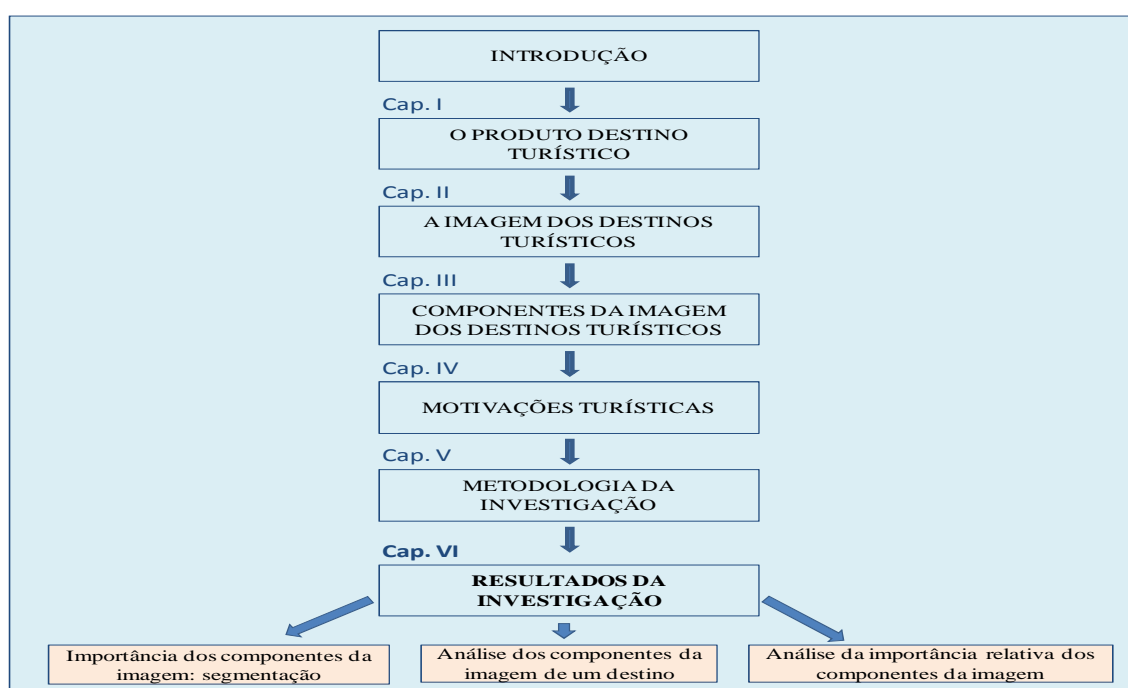 INTRODUÇÃO
Cap. I
O PRODUTO DESTINO
TURÍSTICO
Cap. II
A IMAGEM DOS DESTINOS
TURÍSTICOS
Cap. III
COMPONENTES DA IMAGEM
DOS DESTINOS TURÍSTICOS
Cap. IV
MOTIVAÇÕES TURÍSTICAS
Cap. V
METODOLOGIA DA
INVESTIGAÇÃO
Cap. VI
RESULTADOS DA
INVESTIGAÇÃO
Importância dos componentes da
imagem: segmentação
Análise dos componentes da
imagem de um destino
Análise da importância relativa dos
componentes da imagem